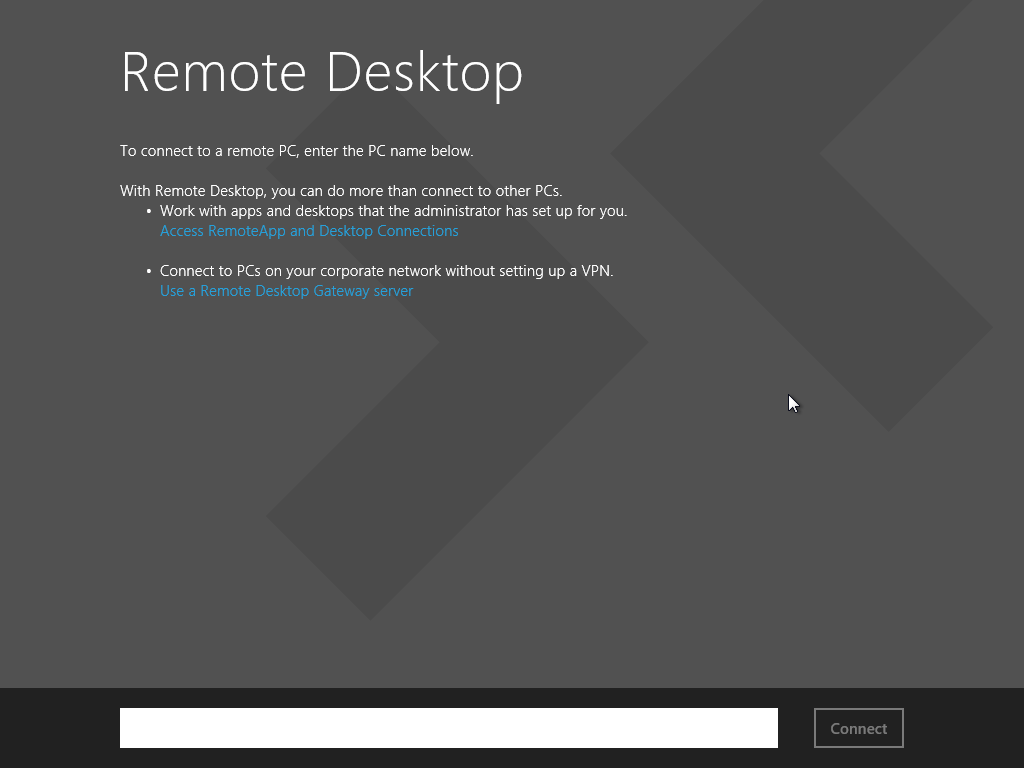 Remote Desktop
To connect to a remote PC, enter the PC name below.
With Remote Desktop, you can do more than connect to other PCs.
• Work with apps and desktops that the administrator has set up for you.
Access RemoteApp and Desktop Connections
• Connect to PCs on your corporate network without setting up a VPN.
Use a Remote Desktop Gateway server
Connect